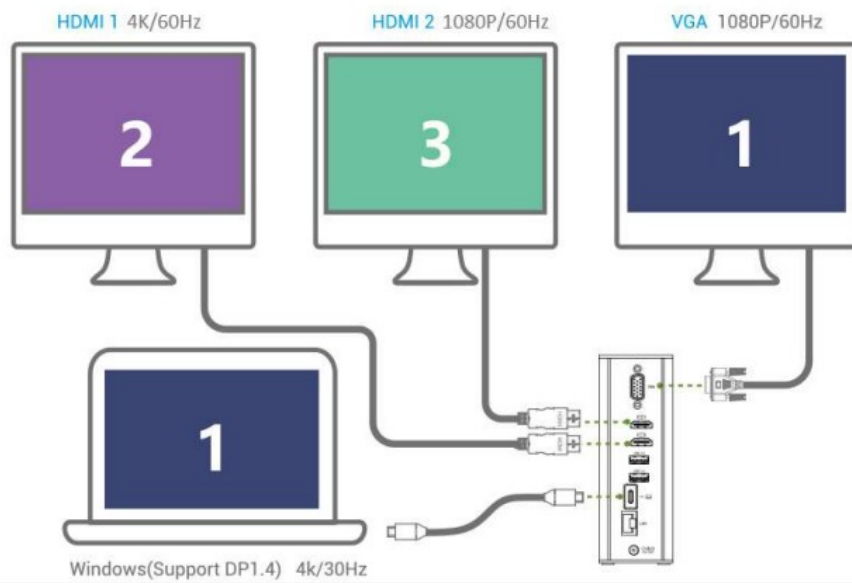 HDMI 1 4K/60Hz
HDMI 2 1080P/60Hz
VGA 1080P/60Hz
2
3
1
1
Windows(Support DP1.4) 4k/30Hz